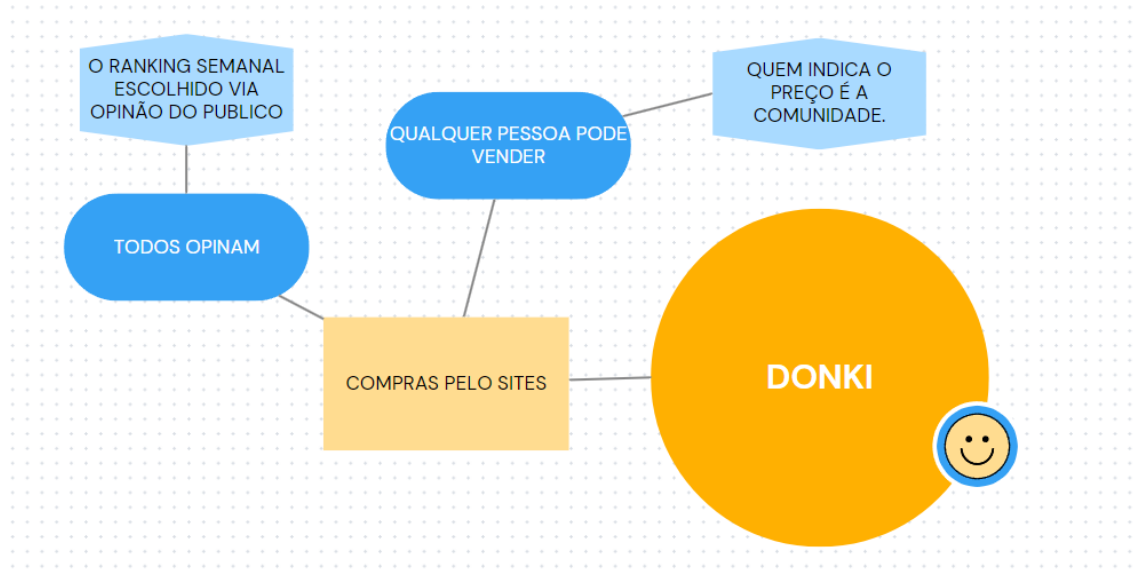 O RANKING SEMANAL
ESCOLHIDO VIA
OPINÃO DO PUBLICO
QUEM INDICA O
PREÇO É A
COMUNIDADE.
QUALQUER PESSOA PODE
VENDER
TODOS OPINAM
COMPRAS PELO SITES
DONKI